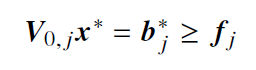 V₀,ⱼx* = b*ⱼ ≥ fⱼ